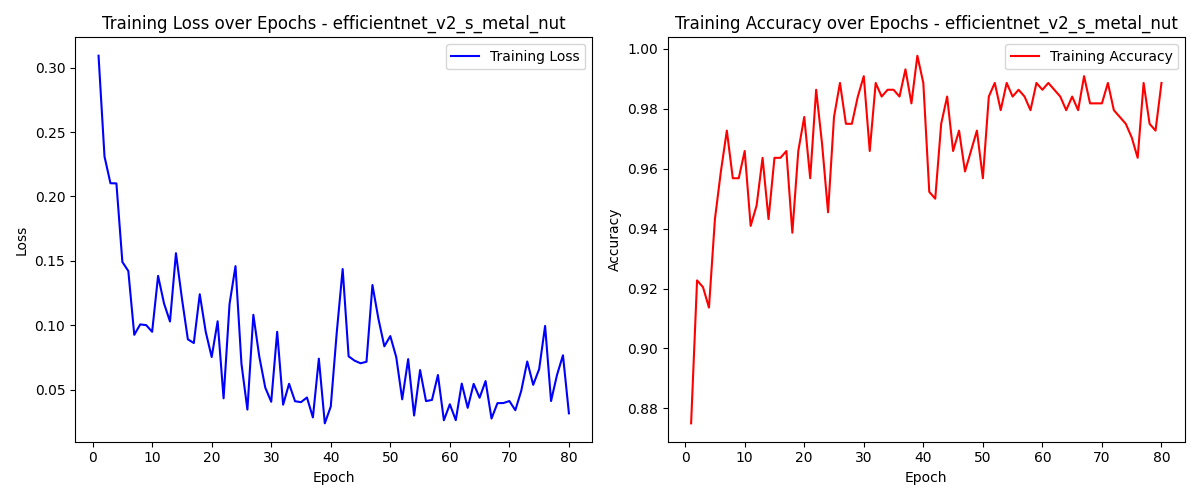 Training Loss over Epochs - efficientnet_v2_s_metal_nut
Training Loss
0.30
0.25
0.20
0.15
0.10
0.05
Loss
0 10 20 30 40 50 60 70 80
Epoch
Training Accuracy over Epochs - efficientnet_v2_s_metal_nut
Training Accuracy
1.00
0.98
0.96
0.94
0.92
0.90
0.88
Accuracy
0 10 20 30 40 50 60 70 80
Epoch